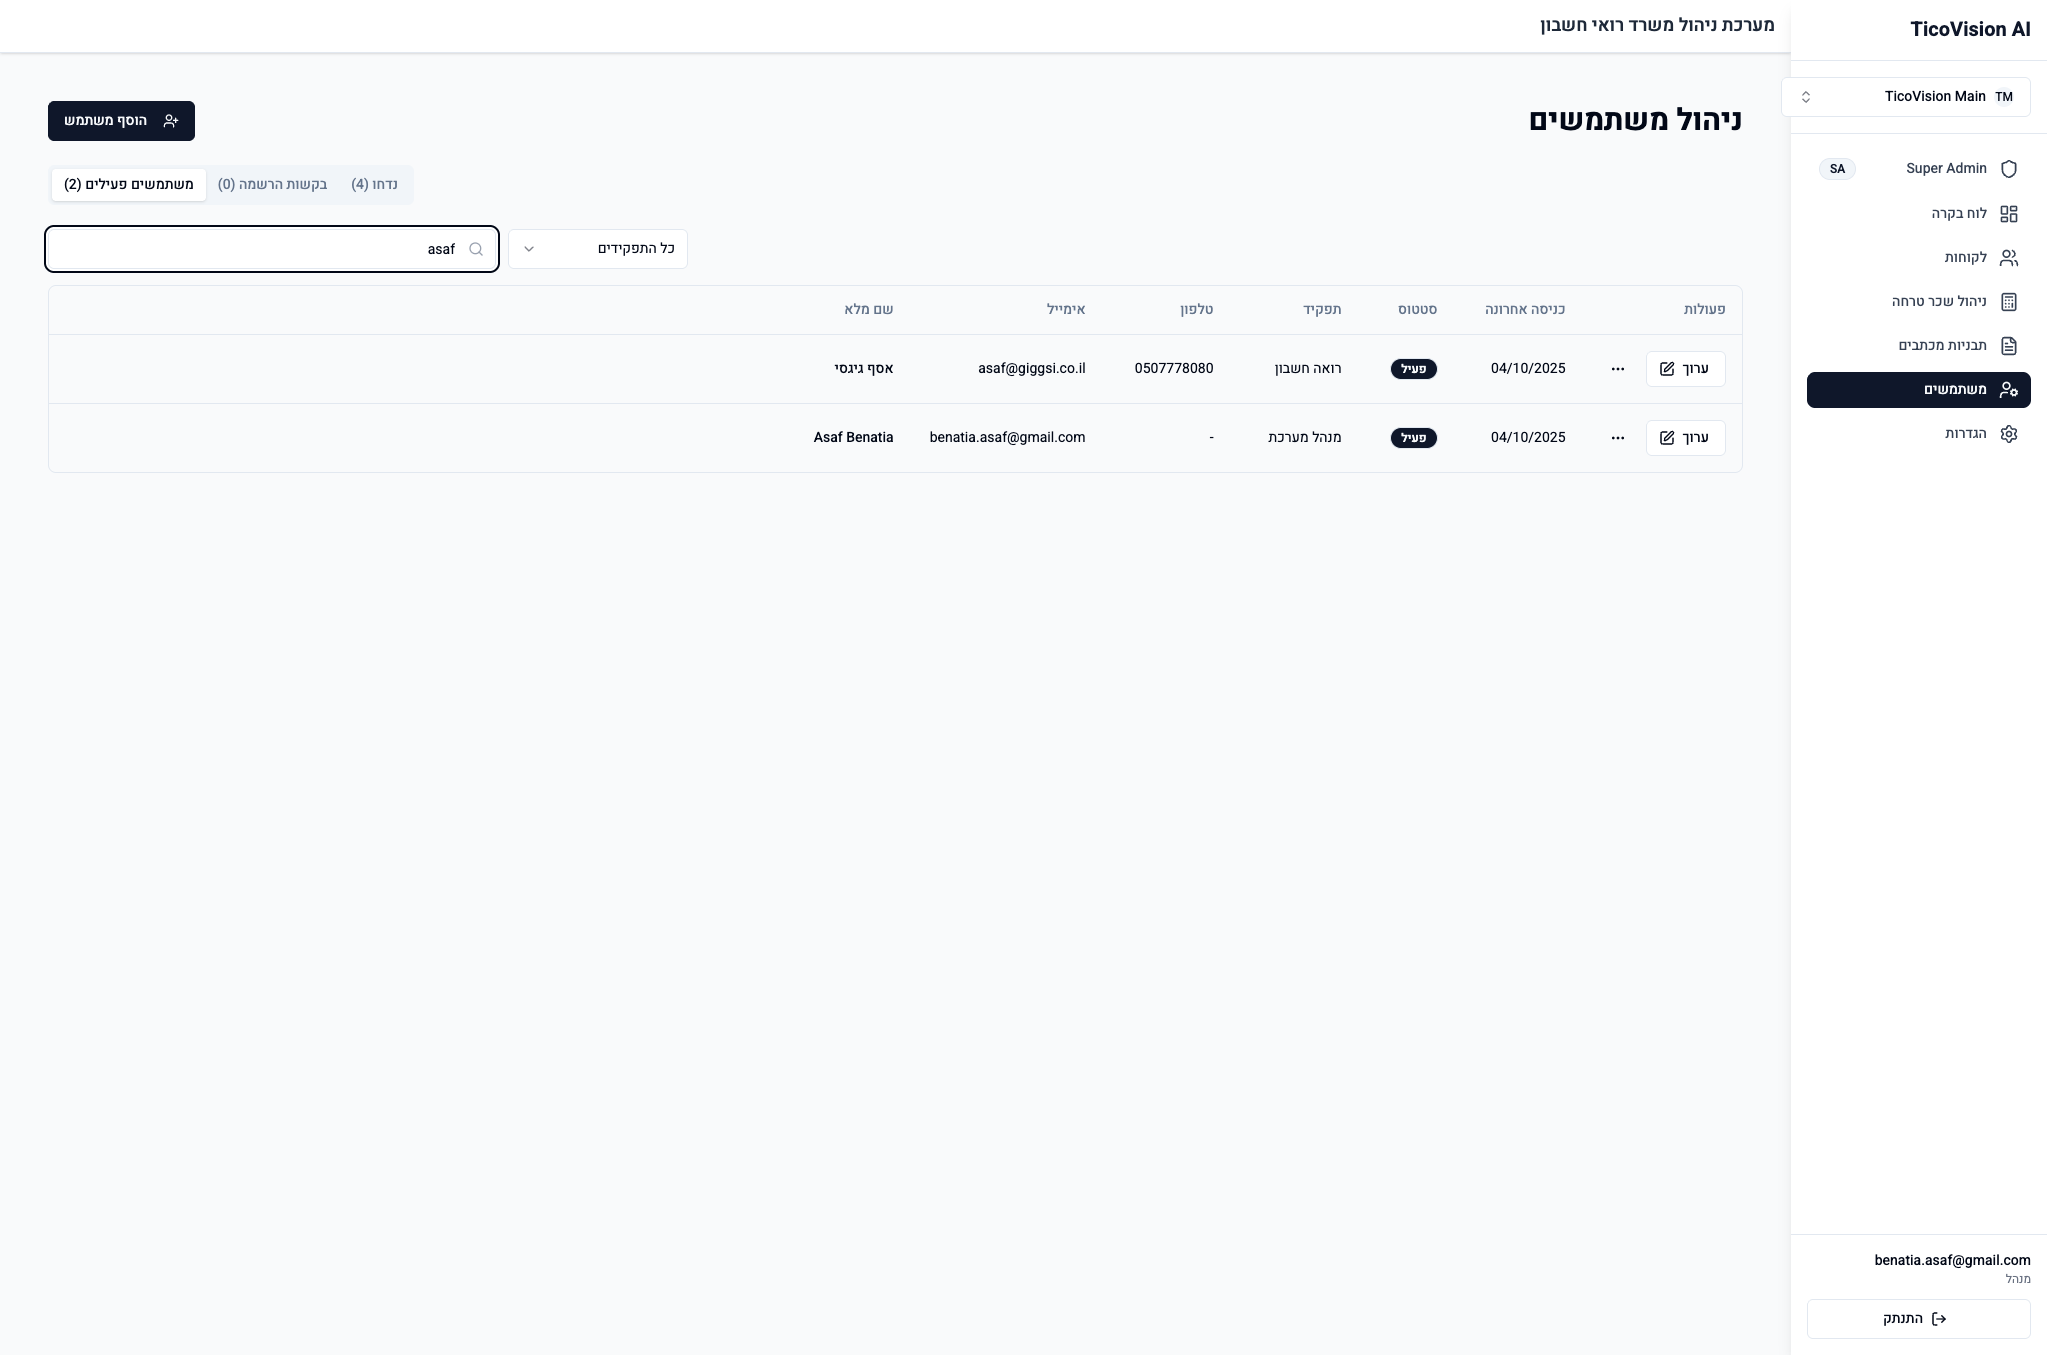 TicoVision AI
TM TicoVision Main
Super Admin SA
לוח בקרה
לקוחות
ניהול שכר טרחה
תבניות מכתבים
משתמשים
הגדרות
benatia.asaf@gmail.com
מנהל
התנתק
מערכת ניהול משרד רואי חשבון
ניהול משתמשים
הוסף משתמש
נדחו (4) בקשות הרשמה (0) משתמשים פעילים (2)
כל התפקידים asaf
פעולות כניסה אחרונה סטטוס תפקיד טלפון אימייל שם מלא
ערוך 04/10/2025 פעיל רואה חשבון 0507778080 asaf@giggsi.co.il אסף גיגסי
ערוך 04/10/2025 פעיל מנהל מערכת - benatia.asaf@gmail.com Asaf Benatia